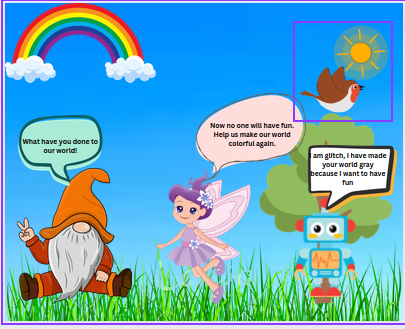 What have you done to
our world!
Now no one will have fun.
Help us make our world
colorful again.
I am glitch, I have made
your world gray
because I want to have
fun